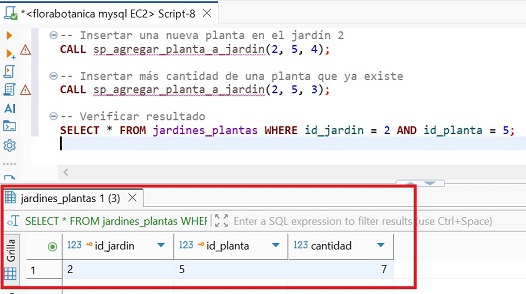 *<florabotanica mysql EC2> Script-8
-- Insertar una nueva planta en el jardín 2
CALL sp_agregar_planta_a_jardin(2, 5, 4);
-- Insertar más cantidad de una planta que ya existe
CALL sp_agregar_planta_a_jardin(2, 5, 3);
AI
-- Verificar resultado
SELECT * FROM jardines_plantas WHERE id_jardin = 2 AND id_planta = 5;
jardines_plantas 1 (3)
SELECT * FROM jardines_plantas WHER
Enter a SQL expression to filter results (use Ctrl+Space)
Grilla
123 id_jardin 123 id_planta 123 cantidad
1 2 5 7